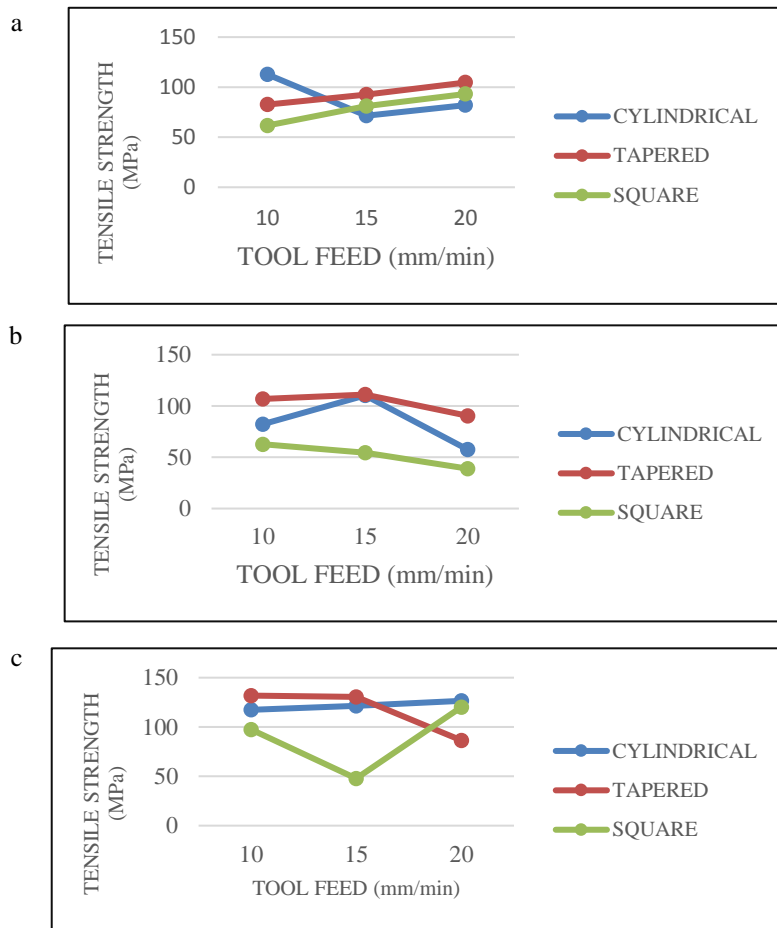 a
150
100
50
0
TENSILE STRENGTH
(MPa)
10 15 20
TOOL FEED (mm/min)
CYLINDRICAL
TAPERED
SQUARE
b
150
100
50
0
TENSILE STRENGTH
(MPa)
10 15 20
TOOL FEED (mm/min)
CYLINDRICAL
TAPERED
SQUARE
c
150
100
50
0
TENSILE STRENGTH
(MPa)
10 15 20
TOOL FEED (mm/min)
CYLINDRICAL
TAPERED
SQUARE